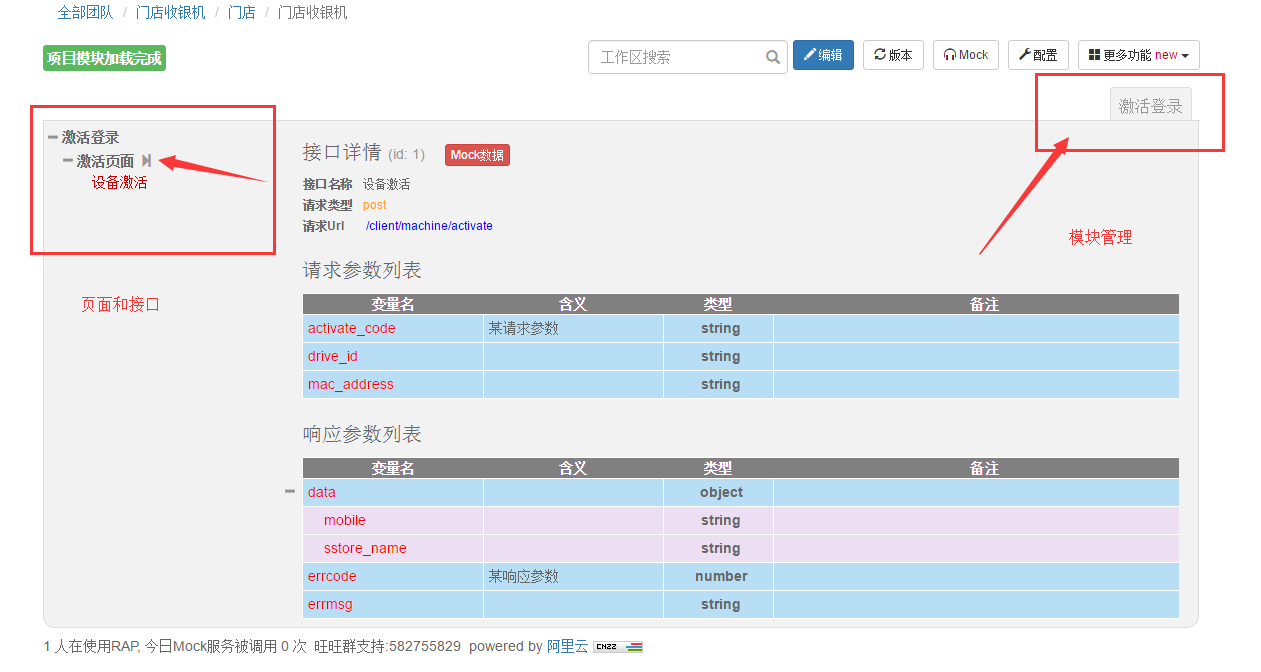 全部团队 / 门店收银机 / 门店 / 门店收银机
项目模块加载完成
工作区搜索 编辑 版本 Mock 配置 更多功能 new
激活登录
激活登录
激活页面
设备激活
页面和接口
模块管理
接口详情 (id: 1) Mock数据
接口名称 设备激活
请求类型 post
请求Url /client/machine/activate
请求参数列表
变量名 含义 类型 备注
activate_code 某请求参数 string
drive_id string
mac_address string
响应参数列表
变量名 含义 类型 备注
data object
mobile string
sstore_name string
errcode 某响应参数 number
errmsg string
1 人在使用RAP, 今日Mock服务被调用 0 次 旺旺群支持:582755829 powered by 阿里云 CNZZ